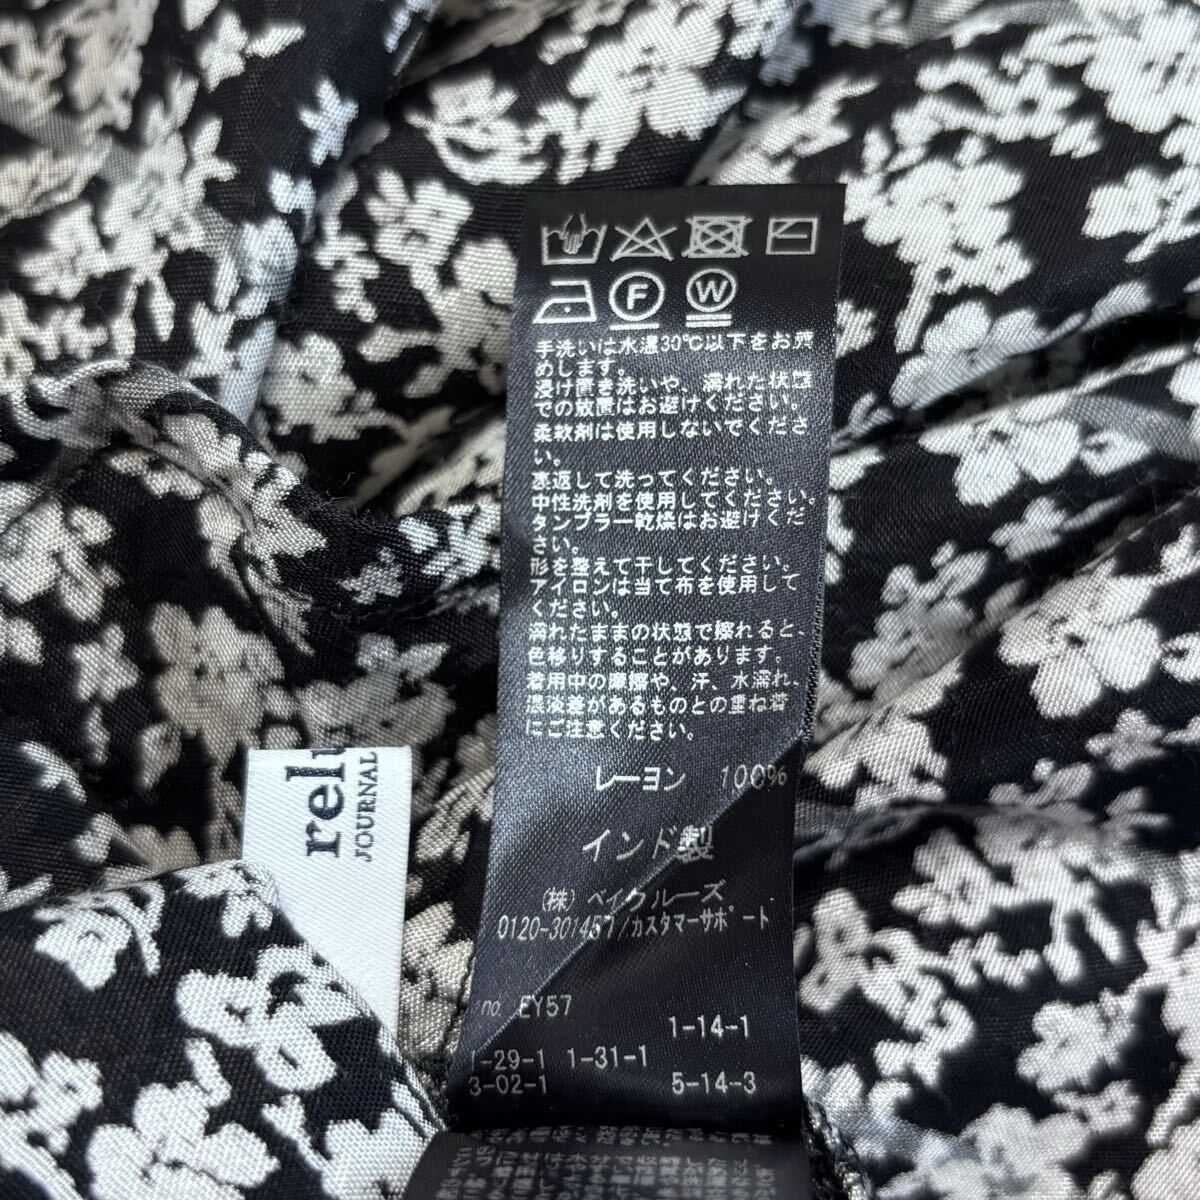 F
W
手洗いは水温30℃以下をお薦
めします。
浸け置き洗いや、濡れた状態
での放置はお避けください。
柔軟剤は使用しないでくださ
い。
裏返して洗ってください。
中性洗剤を使用してください。
タンブラー乾燥はお避けくだ
さい。
形を整えて干してください。
アイロンは当て布を使用して
ください。
濡れたままの状態で擦れると、
色移りすることがあります。
着用中の摩擦や、汗、水濡れ、
濃淡差があるものとの重ね着
にご注意ください。
レーヨン 100%
インド製
(株)ベイクルーズ
0120-301457/カスタマーサポート
no. EY57
1-14-1
1-29-1 1-31-1
3-02-1 5-14-3
rel
JOURNAL